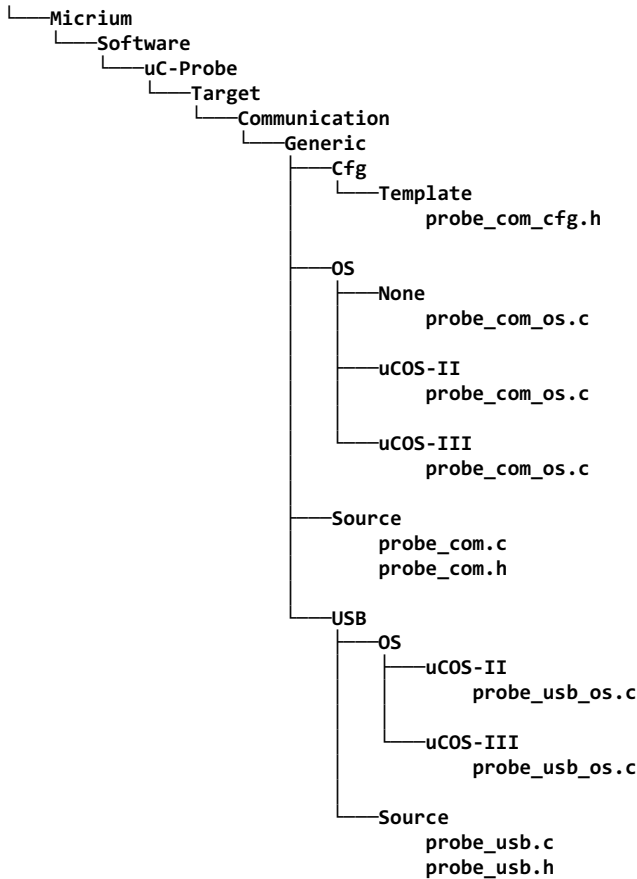 Micrium
Software
uC-Probe
Target
Communication
Generic
Cfg
Template
probe_com_cfg.h
OS
None
probe_com_os.c
uCOS-II
probe_com_os.c
uCOS-III
probe_com_os.c
Source
probe_com.c
probe_com.h
USB
OS
uCOS-II
probe_usb_os.c
uCOS-III
probe_usb_os.c
Source
probe_usb.c
probe_usb.h